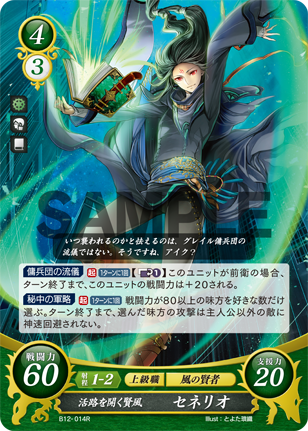 4
3
SAMPLE
いつ襲われるのかと怯えるのは、グレイル傭兵団の
流儀ではない。そうですね、アイク?
傭兵団の流儀 起 1ターンに1回 【 1】このユニットが前衛の場合、
ターン終了まで、このユニットの戦闘力は+20される。
秘中の軍略 起 1ターンに1回 戦闘力が80以上の味方を好きな数だけ
選ぶ。ターン終了まで、選んだ味方の攻撃は主人公以外の敵に
神速回避されない。
戦闘力
60
射程 1-2 上級職 風の賢者
支援力
20
活路を開く賢風 セネリオ
B12-014R
Illust:とよた瑣織